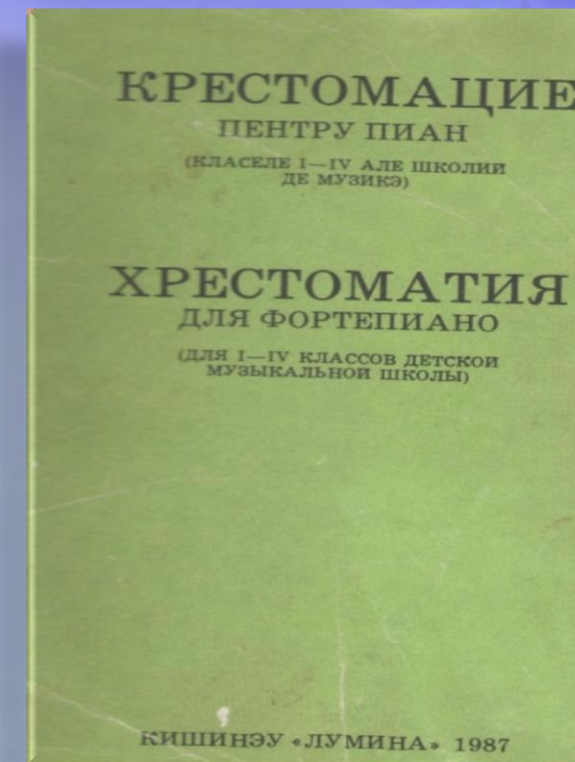 КРЕСТОМАЦИЕ
ПЕНТРУ ПИАН
(КЛАСЕЛЕ I—IV АЛЕ ШКОЛИЙ
ДЕ МУЗИКЭ)
ХРЕСТОМАТИЯ
ДЛЯ ФОРТЕПИАНО
(ДЛЯ I—IV КЛАССОВ ДЕТСКОЙ
МУЗЫКАЛЬНОЙ ШКОЛЫ)
КИШИНЭУ «ЛУМИНА» 1987